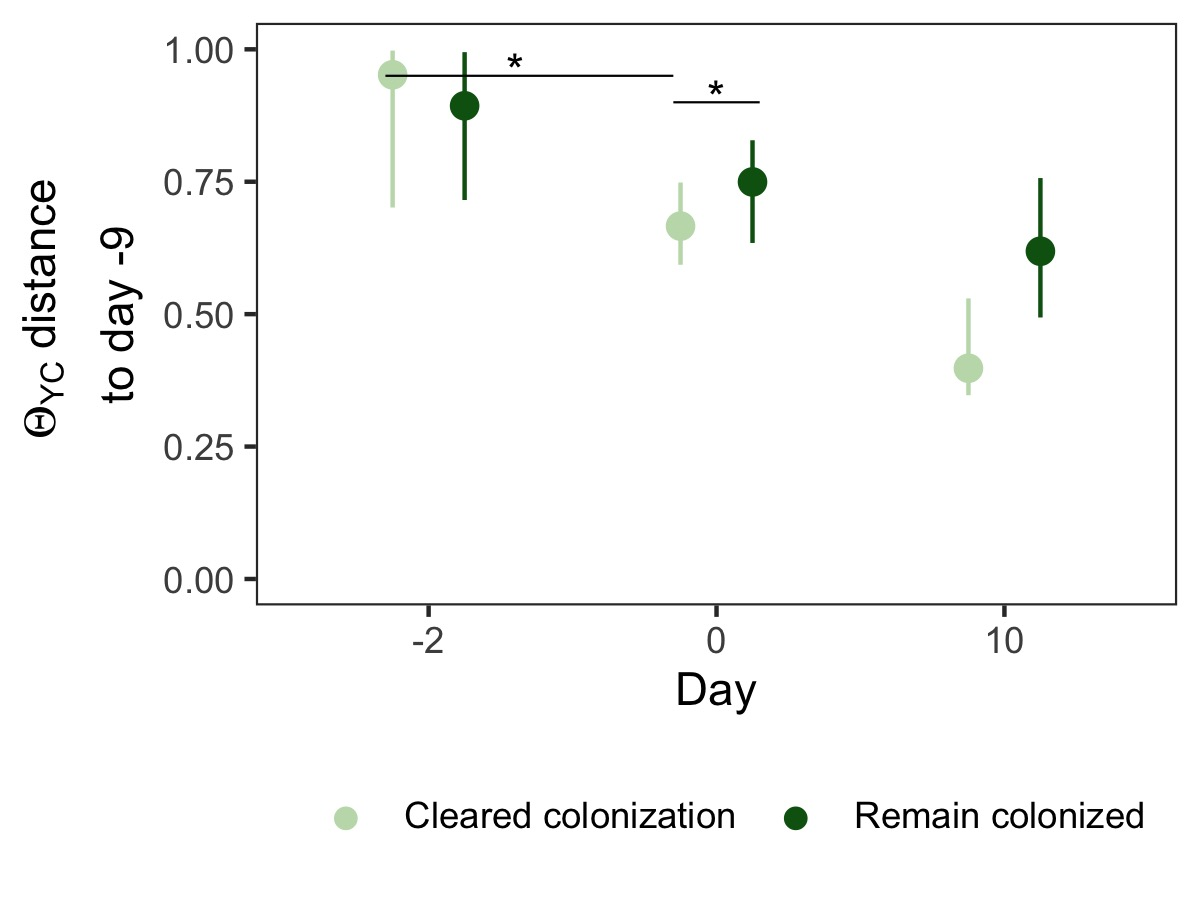 ΘYC distance
to day -9
1.00
0.75
0.50
0.25
0.00
*
*
-2 0 10
Day
Cleared colonization Remain colonized